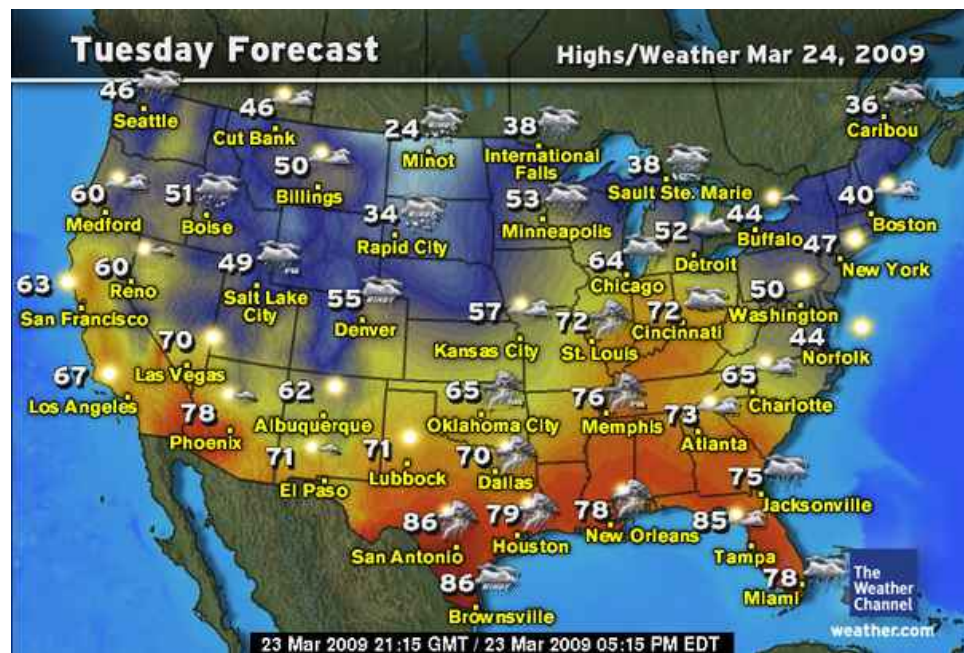 Tuesday Forecast
Highs/Weather Mar 24, 2009
46
Seattle
46
Cut Bank
24
Minot
38
International
Falls
36
Caribou
50
Billings
38
Sault Ste. Marie
60
Medford
51
Boise
34
Rapid City
53
Minneapolis
52
Detroit
44
Buffalo
40
Boston
47
New York
63
San Francisco
60
Reno
49
PM
Salt Lake
City
55
WINDY
Denver
57
Kansas City
64
Chicago
72
St. Louis
72
Cincinnati
50
Washington
44
Norfolk
67
Los Angeles
70
Las Vegas
78
Phoenix
62
Albuquerque
65
Oklahoma City
76
PM
Memphis
65
Charlotte
73
Atlanta
71
El Paso
71
Lubbock
70
Dallas
75
Jacksonville
86
San Antonio
79
Houston
78
New Orleans
85
Tampa
86
WINDY
Brownsville
78
Miami
The
Weather
Channel
weather.com
23 Mar 2009 21:15 GMT / 23 Mar 2009 05:15 PM EDT